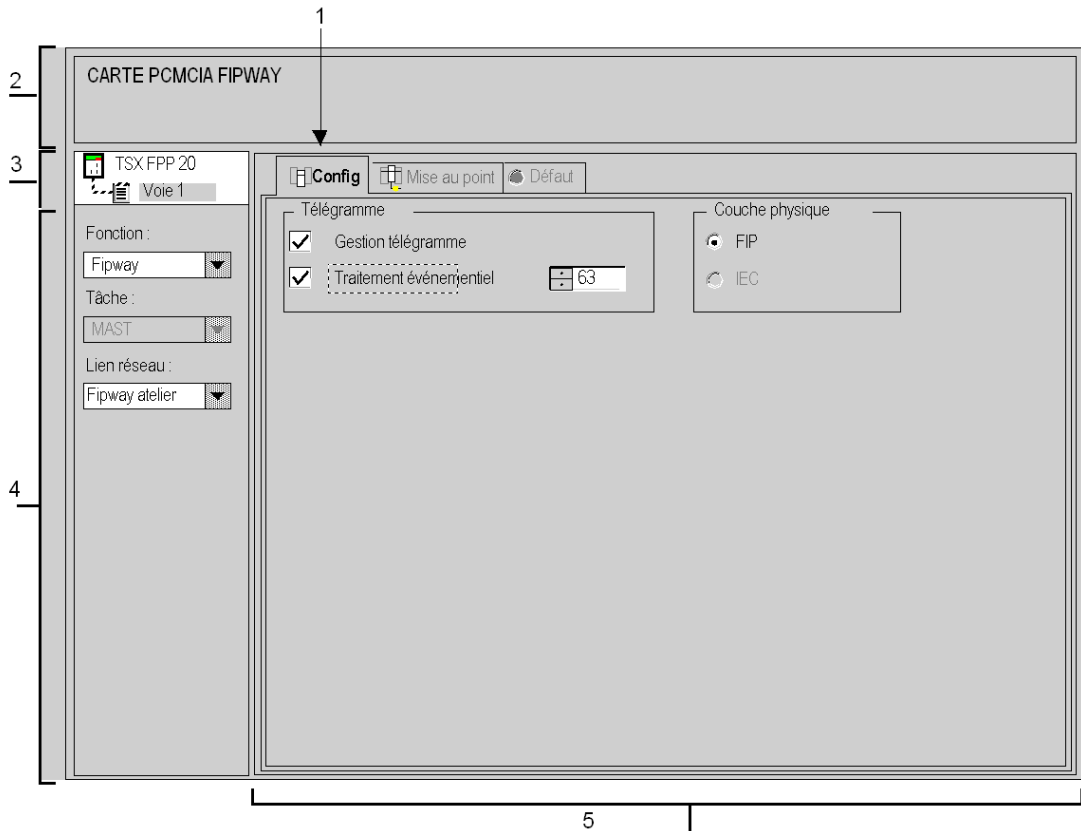 1
2
CARTE PCMCIA FIPWAY
3
TSX FPP 20
Voie 1
Config
Mise au point
Défaut
Télégramme
Gestion télégramme
Traitement événementiel
63
Couche physique
FIP
IEC
Fonction :
Fipway
Tâche :
MAST
Lien réseau :
Fipway atelier
4
5